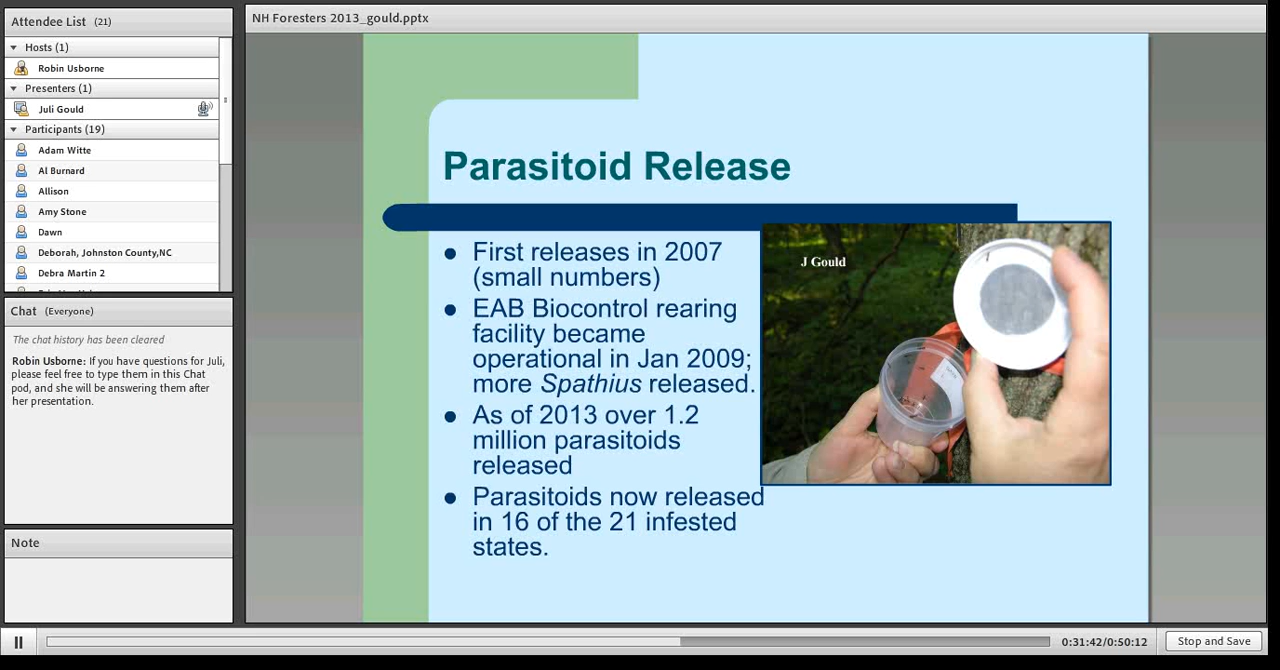 Attendee List (21)
Hosts (1)
Robin Usborne
Presenters (1)
Juli Gould
Participants (19)
Adam Witte
Al Burnard
Allison
Amy Stone
Dawn
Deborah, Johnston County,NC
Debra Martin 2
Chat (Everyone)
The chat history has been cleared
Robin Usborne: If you have questions for Juli,
please feel free to type them in this Chat
pod, and she will be answering them after
her presentation.
Note
NH Foresters 2013_gould.pptx
Parasitoid Release
● First releases in 2007
(small numbers)
● EAB Biocontrol rearing
facility became
operational in Jan 2009;
more Spathius released.
● As of 2013 over 1.2
million parasitoids
released
● Parasitoids now released
in 16 of the 21 infested
states.
J Gould
0:31:42/0:50:12
Stop and Save